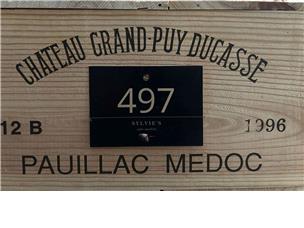 CHATEAU GRAND-PUY DUCASSE
497
SYLVIE'S
12 B
1996
PAUILLAC MEDOC